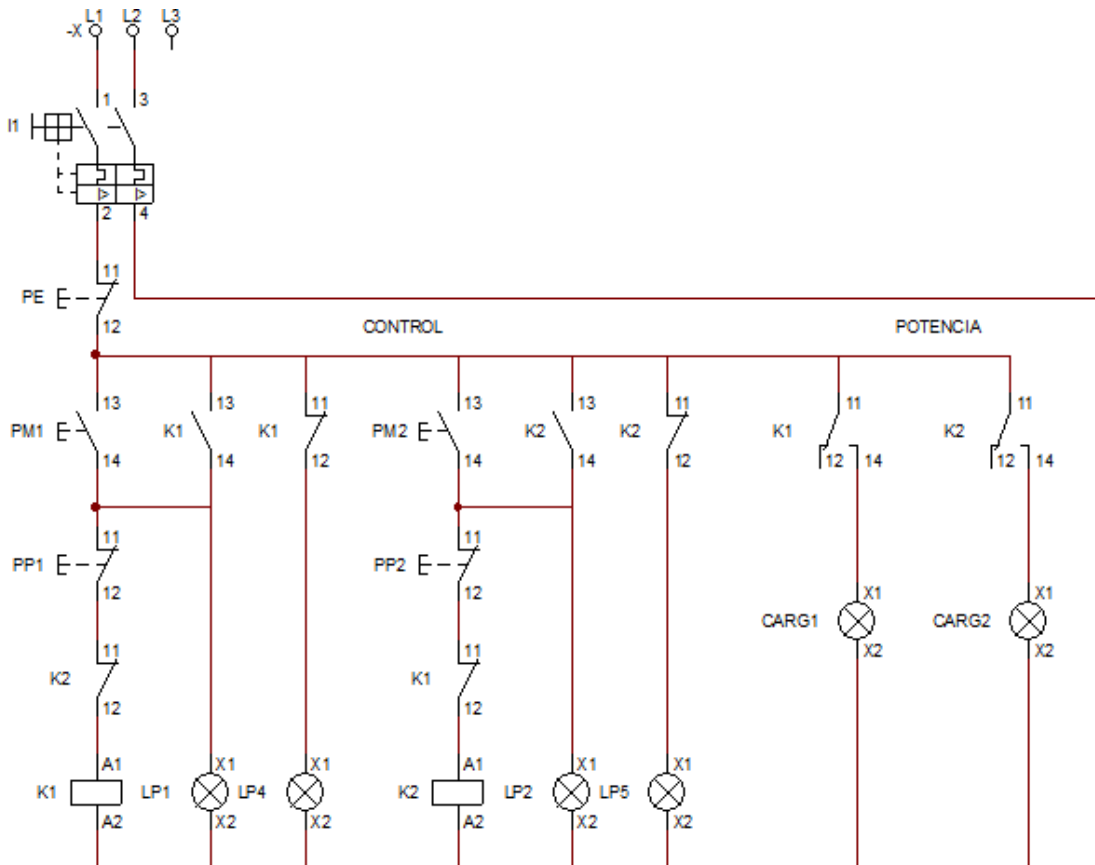 L1 L2 L3
-X
1 3
I1
2 4
11
PE
12
CONTROL POTENCIA
13 13 11 13 13 11 11 11
PM1 K1 K1 PM2 K2 K2 K1 K2
14 14 12 14 14 12 12 14 12 14
11 11
PP1 PP2
12 12
X1 X1
CARG1 CARG2
X2 X2
11 11
K2 K1
12 12
A1 X1 X1 A1 X1 X1
K1 LP1 LP4 K2 LP2 LP5
A2 X2 X2 A2 X2 X2